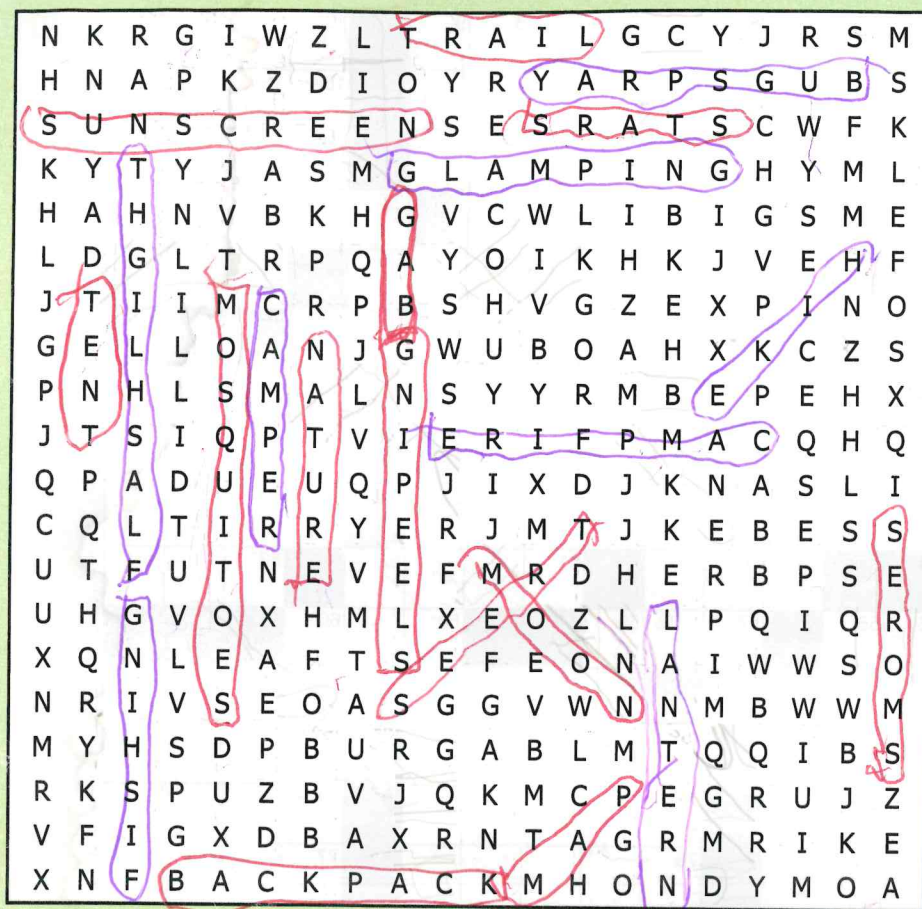 N K R G I W Z L T R A I L G C Y J R S M
H N A P K Z D I O Y R Y A R P S G U B S
S U N S C R E E N S E S R A T S C W F K
K Y T Y J A S M G L A M P I N G H Y M L
H A H N V B K H G V C W L I B I G S M E
L D G L T R P Q A Y O I K H K J V E H F
J T I I M C R P B S H V G Z E X P I N O
G E L L O A N J G W U B O A H X K C Z S
P N H L S M A L N S Y Y R M B E P E H X
J T S I Q P T V I E R I F P M A C Q H Q
Q P A D U E U Q P J I X D J K N A S L I
C Q L T I R R Y E R J M T J K E B E S S
U T F U T N E V E F M R D H E R B P S E
U H G V O X H M L X E O Z L L P Q I Q R
X Q N L E A F T S E F E O N A I W W S O
N R I V S E O A S G G V W N N M B W W M
M Y H S D P B U R G A B L M T Q Q I B S
R K S P U Z B V J Q K M C P E G R U J Z
V F I G X D B A X R N T A G R M R I K E
X N F B A C K P A C K M H O N D Y M O A